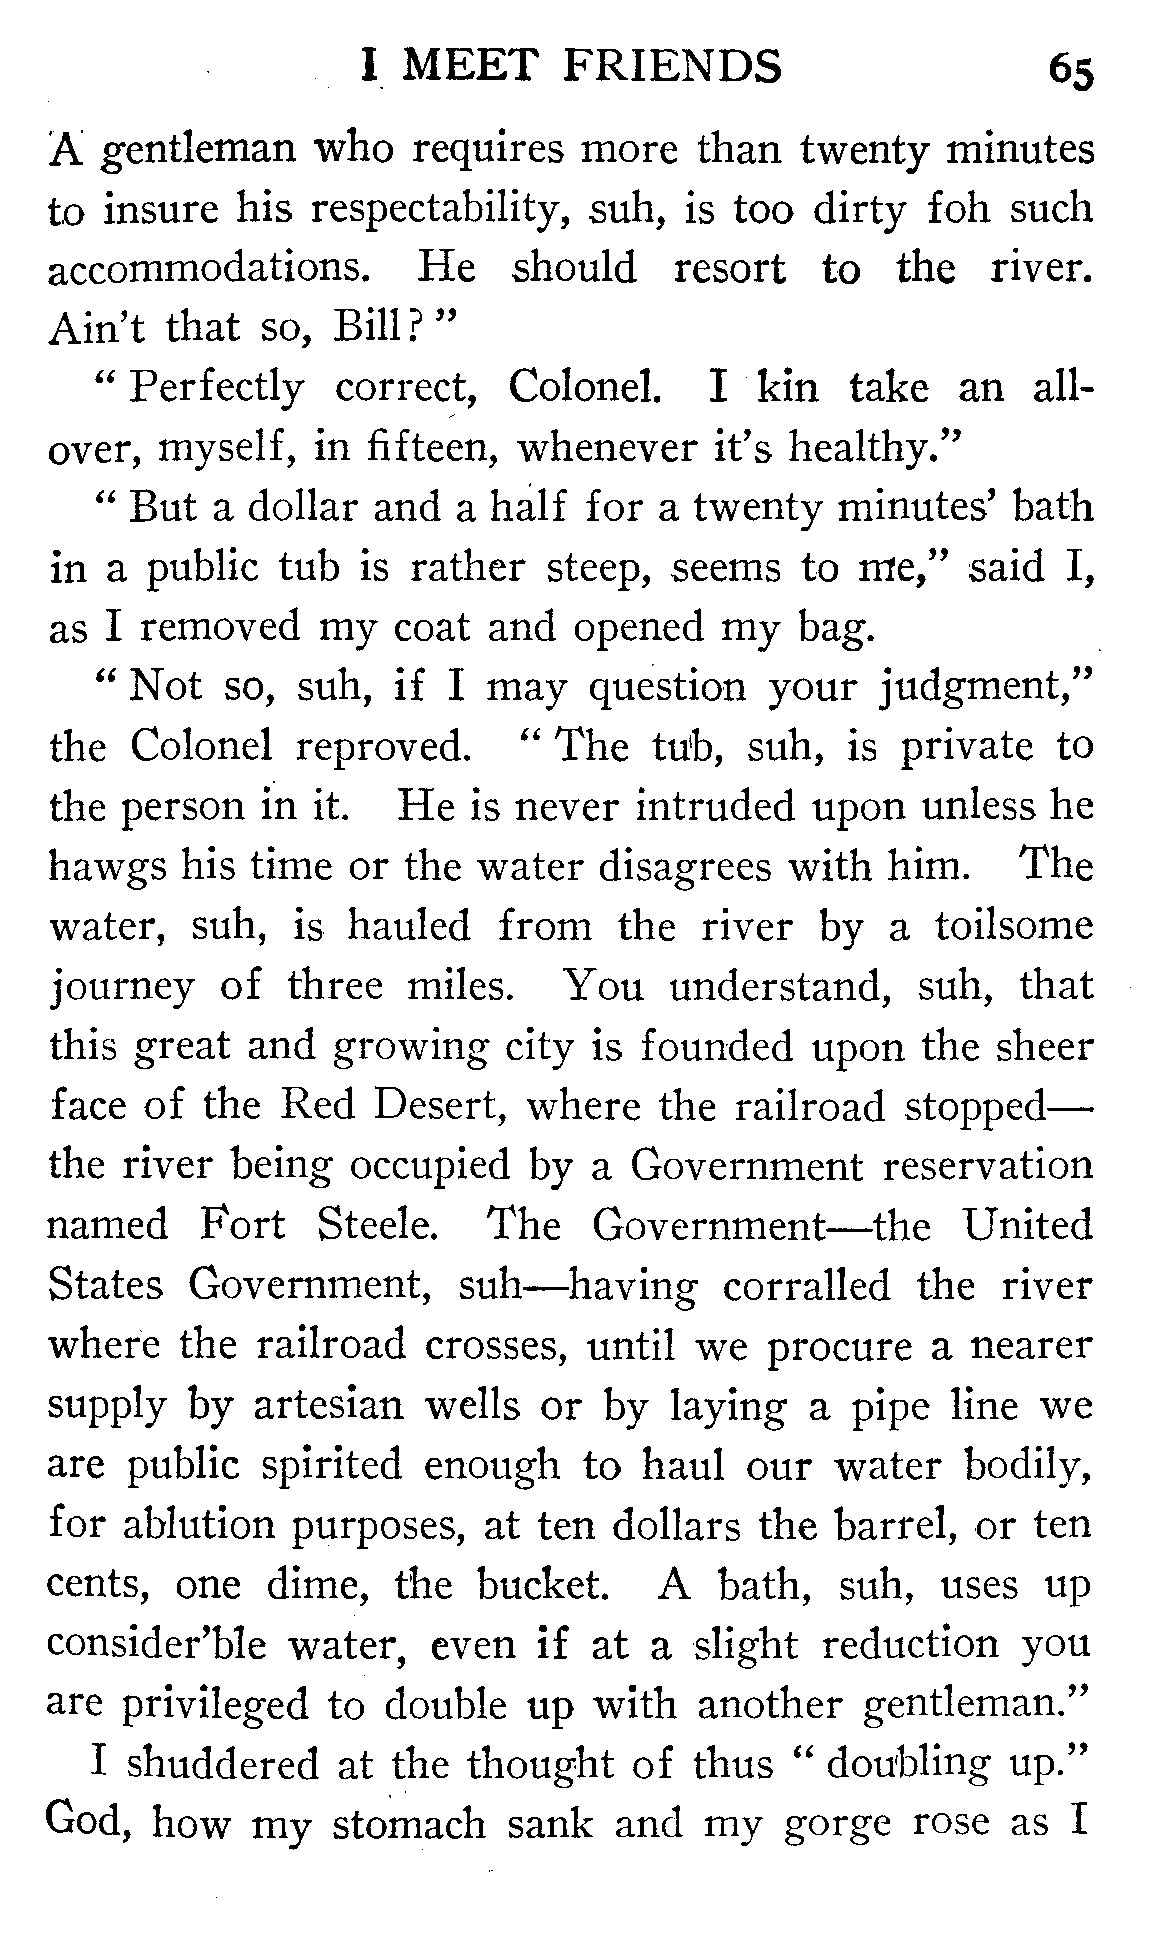 I MEET FRIENDS 65
A gentleman who requires more than twenty minutes
to insure his respectability, suh, is too dirty foh such
accommodations. He should resort to the river.
Ain't that so, Bill?"
" Perfectly correct, Colonel. I kin take an all-
over, myself, in fifteen, whenever it's healthy."
" But a dollar and a half for a twenty minutes' bath
in a public tub is rather steep, seems to me," said I,
as I removed my coat and opened my bag.
" Not so, suh, if I may question your judgment,"
the Colonel reproved. " The tub, suh, is private to
the person in it. He is never intruded upon unless he
hawgs his time or the water disagrees with him. The
water, suh, is hauled from the river by a toilsome
journey of three miles. You understand, suh, that
this great and growing city is founded upon the sheer
face of the Red Desert, where the railroad stopped—
the river being occupied by a Government reservation
named Fort Steele. The Government—the United
States Government, suh—having corralled the river
where the railroad crosses, until we procure a nearer
supply by artesian wells or by laying a pipe line we
are public spirited enough to haul our water bodily,
for ablution purposes, at ten dollars the barrel, or ten
cents, one dime, the bucket. A bath, suh, uses up
consider'ble water, even if at a slight reduction you
are privileged to double up with another gentleman."
I shuddered at the thought of thus " doubling up."
God, how my stomach sank and my gorge rose as I